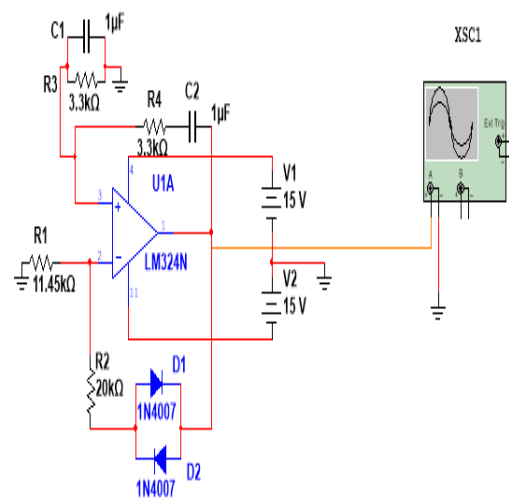 C1
1µF
XSC1
R3
3.3kΩ
R4
C2
1µF
3.3kΩ
Ext Trig
+
−
A
B
+ − + −
4
U1A
V1
15 V
3
+
1
2
−
LM324N
R1
11.45kΩ
11
V2
15 V
R2
20kΩ
D1
1N4007
1N4007
D2